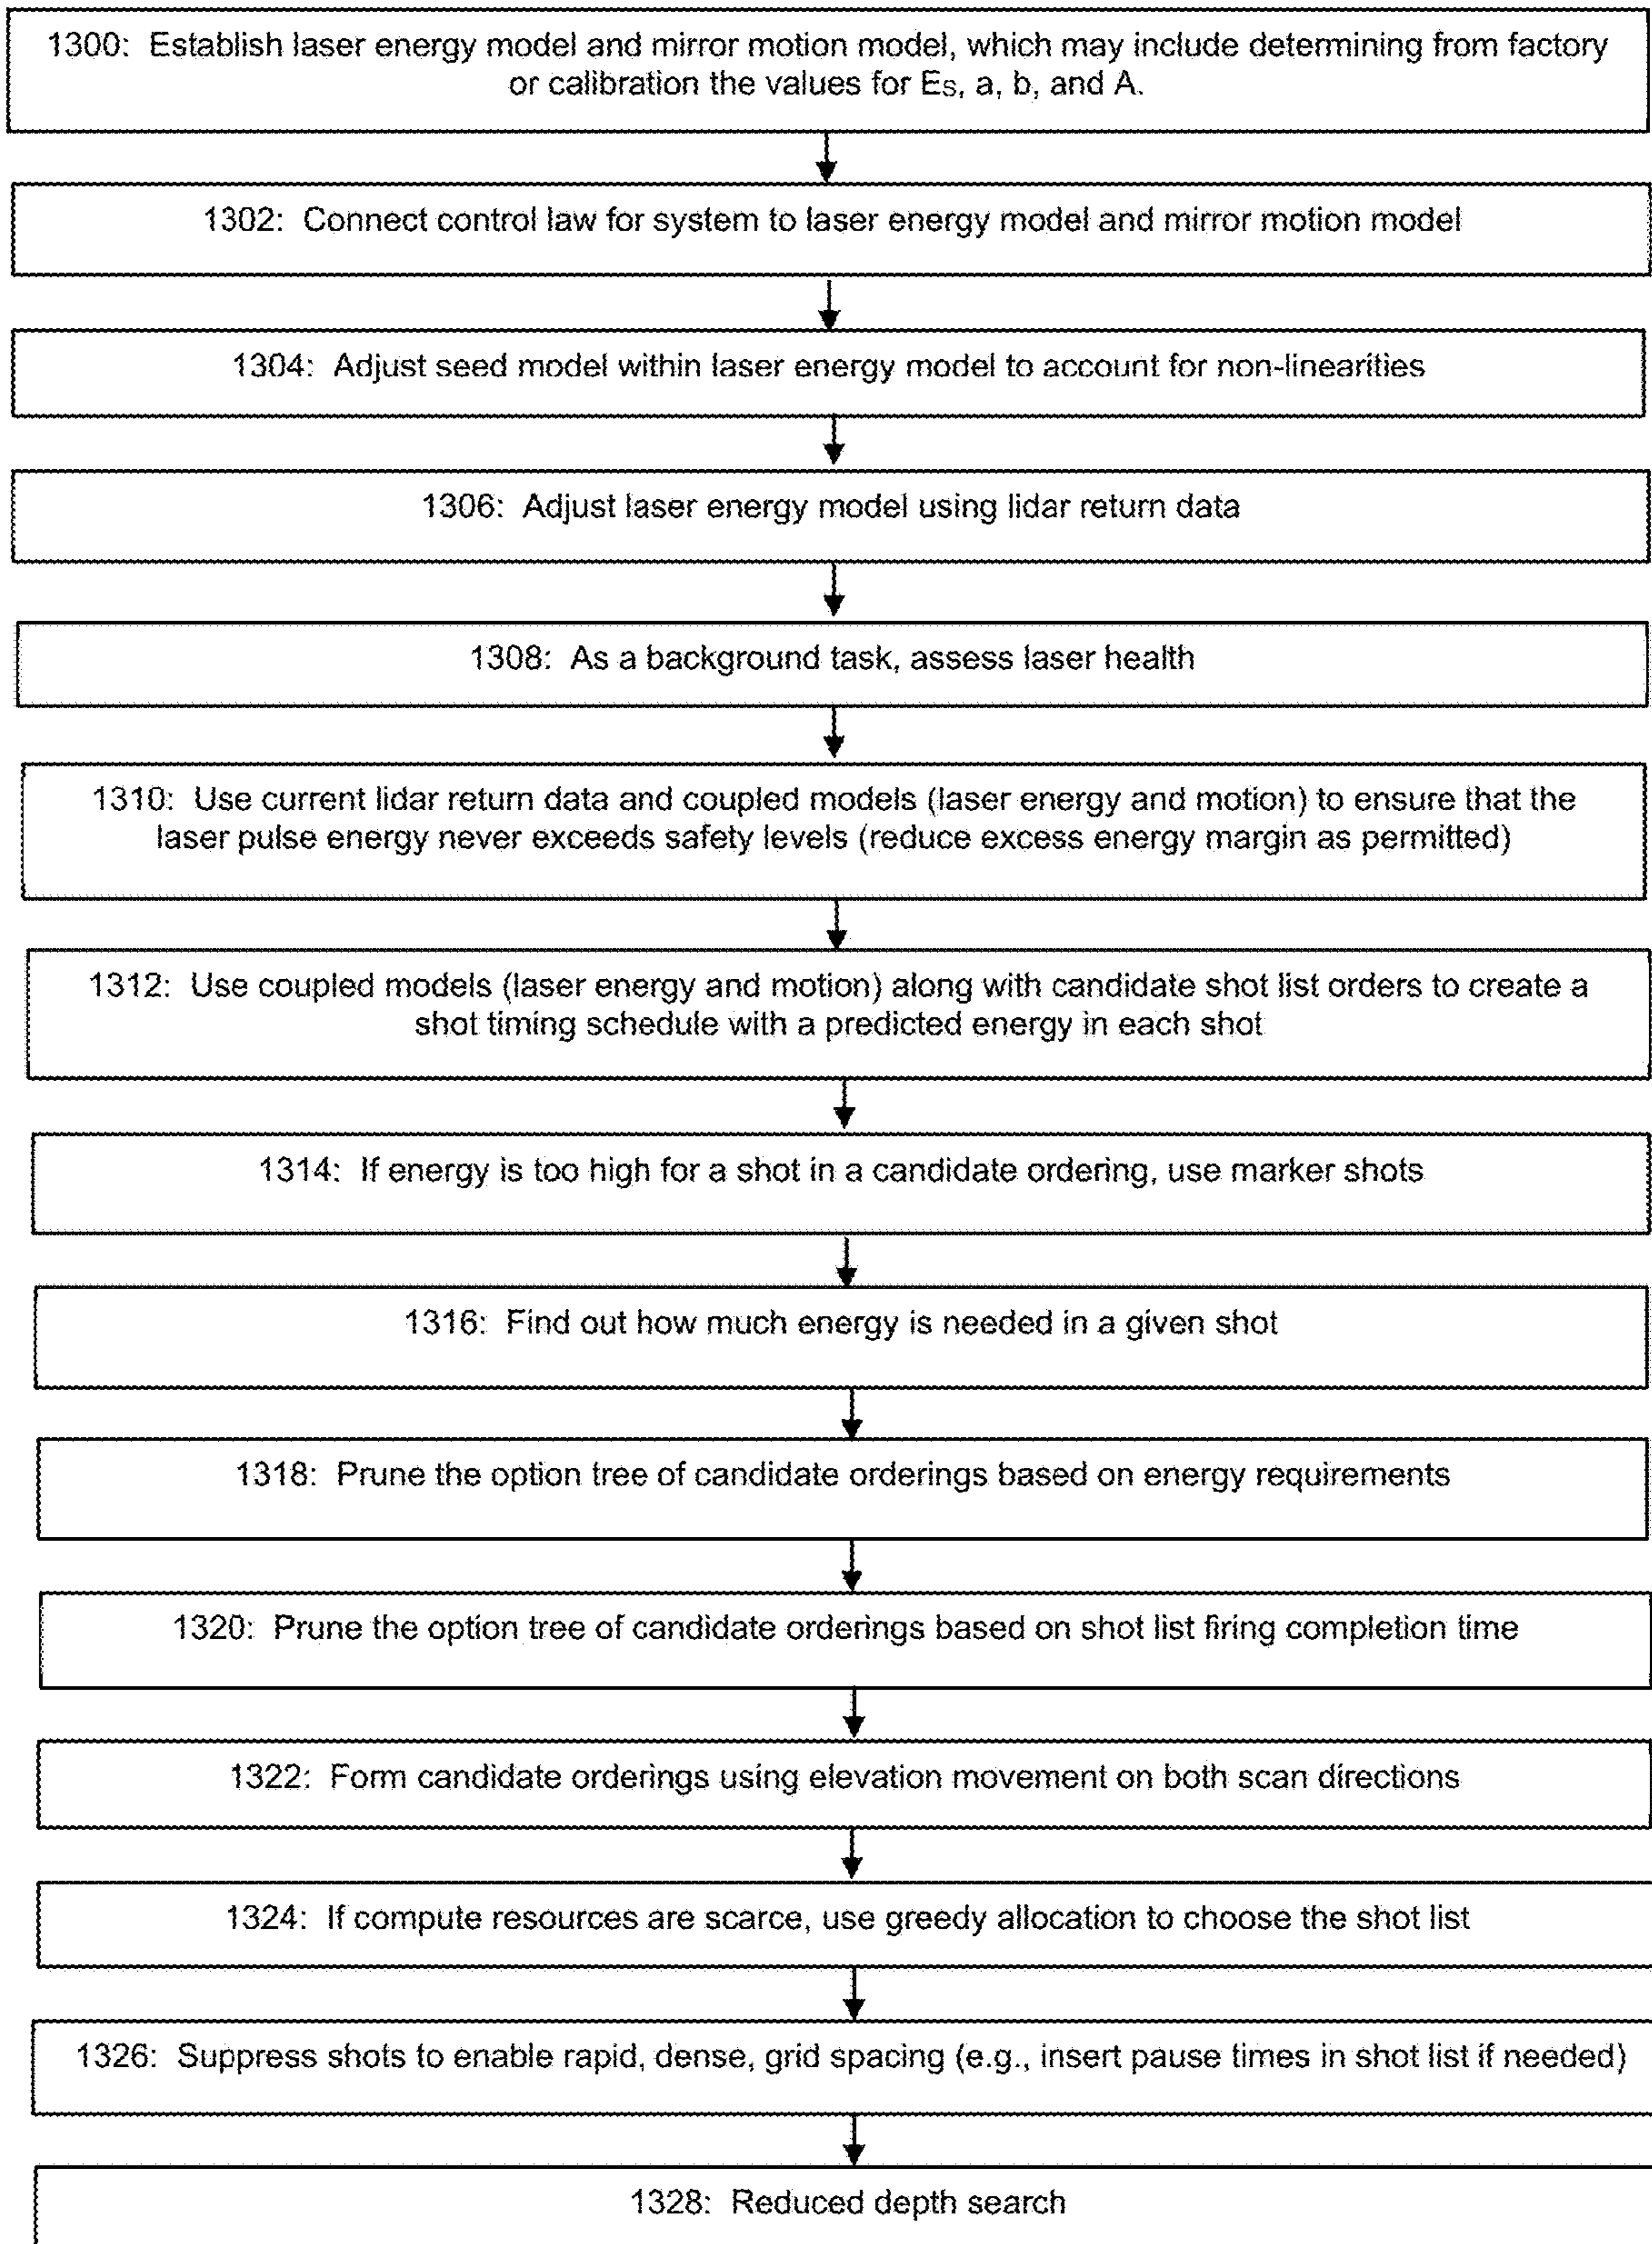 1300: Establish laser energy model and mirror motion model, which may include determining from factory
or calibration the values for ES, a, b, and A.
1302: Connect control law for system to laser energy model and mirror motion model
1304: Adjust seed model within laser energy model to account for non-linearities
1306: Adjust laser energy model using lidar return data
1308: As a background task, assess laser health
1310: Use current lidar return data and coupled models (laser energy and motion) to ensure that the
laser pulse energy never exceeds safety levels (reduce excess energy margin as permitted)
1312: Use coupled models (laser energy and motion) along with candidate shot list orders to create a
shot timing schedule with a predicted energy in each shot
1314: If energy is too high for a shot in a candidate ordering, use marker shots
1316: Find out how much energy is needed in a given shot
1318: Prune the option tree of candidate orderings based on energy requirements
1320: Prune the option tree of candidate orderings based on shot list firing completion time
1322: Form candidate orderings using elevation movement on both scan directions
1324: If compute resources are scarce, use greedy allocation to choose the shot list
1326: Suppress shots to enable rapid, dense, grid spacing (e.g., insert pause times in shot list if needed)
1328: Reduced depth search